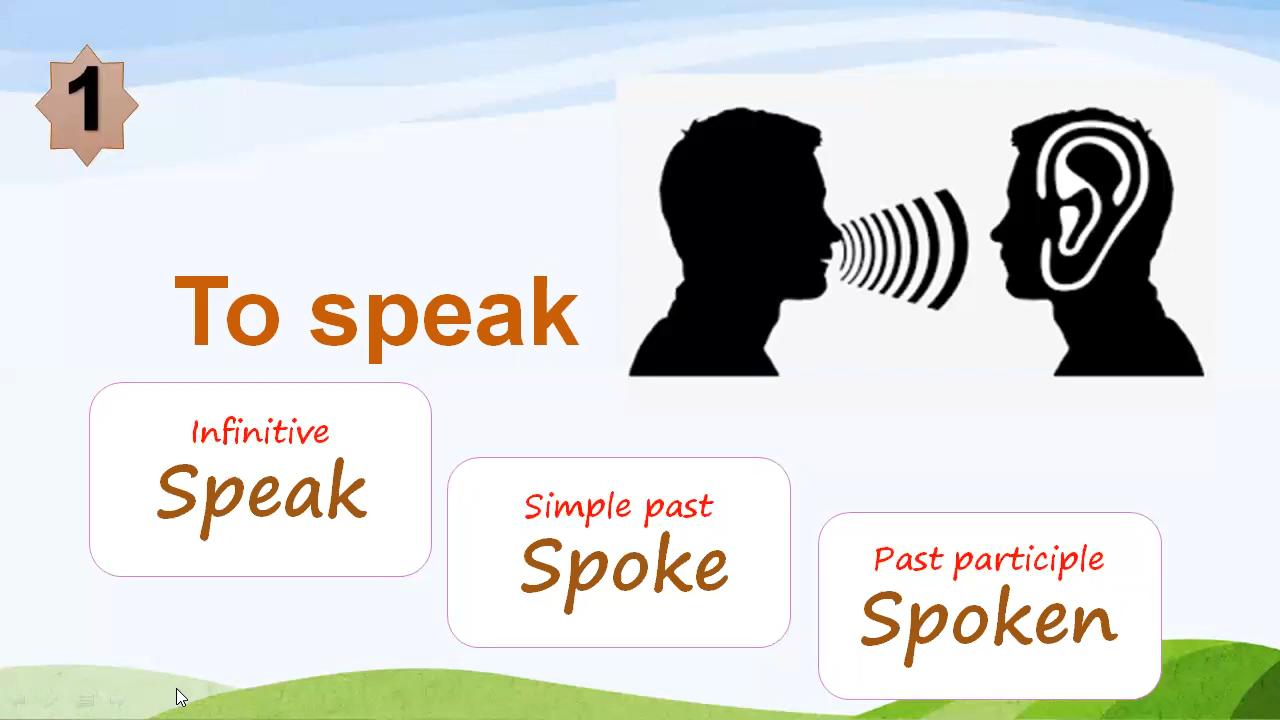 1
To speak
Infinitive
Speak
Simple past
Spoke
Past participle
Spoken